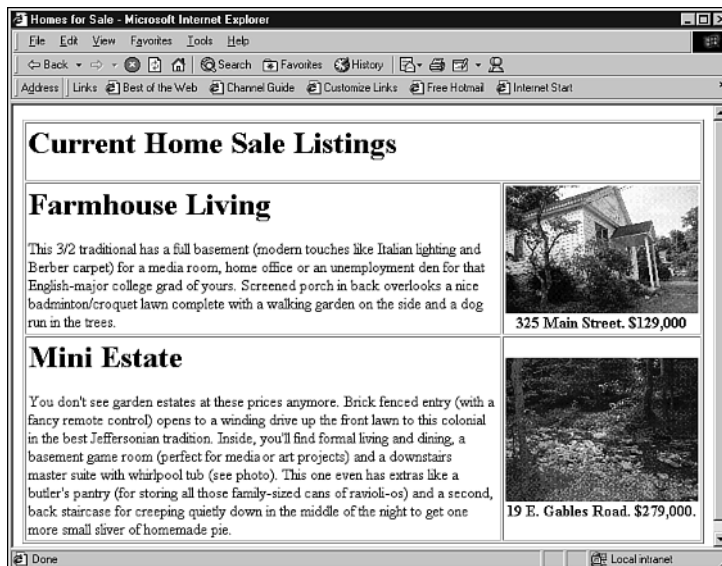 Homes for Sale - Microsoft Internet Explorer
File Edit View Favorites Tools Help
Back Search Favorites History
Address Links Best of the Web Channel Guide Customize Links Free Hotmail Internet Start
Current Home Sale Listings
Farmhouse Living
This 3/2 traditional has a full basement (modern touches like Italian lighting and
Berber carpet) for a media room, home office or an unemployment den for that
English-major college grad of yours. Screened porch in back overlooks a nice
badminton/croquet lawn complete with a walking garden on the side and a dog
run in the trees.
325 Main Street. $129,000
Mini Estate
You don't see garden estates at these prices anymore. Brick fenced entry (with a
fancy remote control) opens to a winding drive up the front lawn to this colonial
in the best Jeffersonian tradition. Inside, you'll find formal living and dining, a
basement game room (perfect for media or art projects) and a downstairs
master suite with whirlpool tub (see photo). This one even has extras like a
butler's pantry (for storing all those family-sized cans of ravioli-os) and a second,
back staircase for creeping quietly down in the middle of the night to get one
more small sliver of homemade pie.
19 E. Gables Road. $279,000.
Done Local intranet